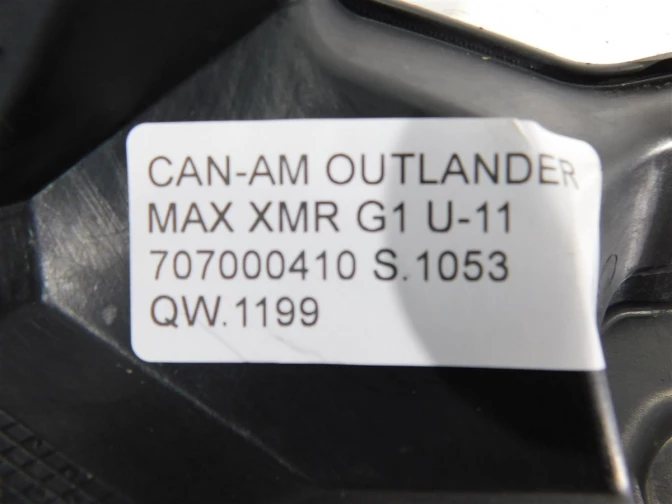 CAN-AM OUTLANDER
MAX XMR G1 U-11
707000410 S.1053
QW.1199